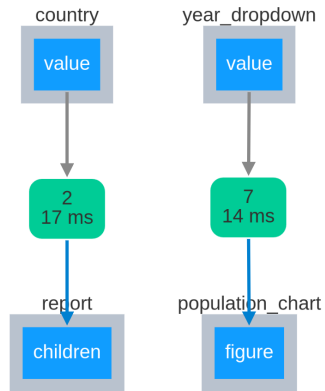 country
year_dropdown
value
value
2
17 ms
7
14 ms
report
population_chart
children
figure